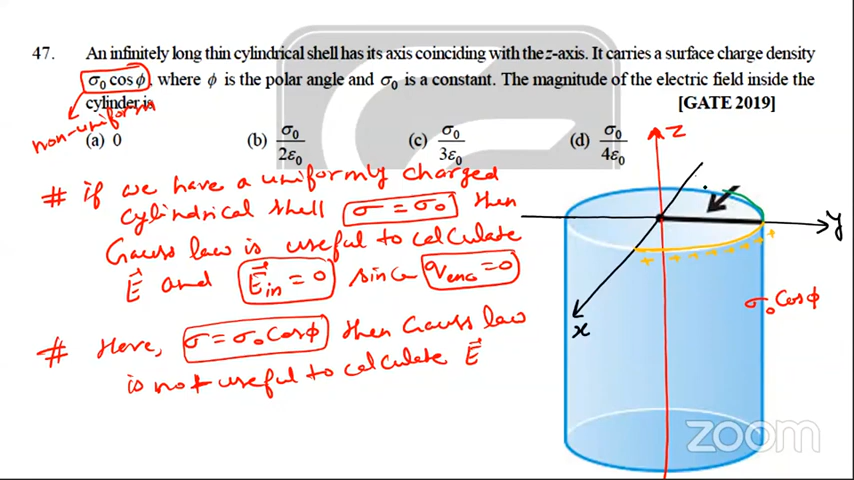 47. An infinitely long thin cylindrical shell has its axis coinciding with the z-axis. It carries a surface charge density
σ₀ cos ϕ, where ϕ is the polar angle and σ₀ is a constant. The magnitude of the electric field inside the
cylinder is [GATE 2019]
non-uniform
(a) 0 (b) σ₀/2ε₀ (c) σ₀/3ε₀ (d) σ₀/4ε₀
# if we have a uniformly charged
cylindrical shell σ = σ₀ then
Gauss law is useful to calculate
E⃗ and E⃗in = 0 since qenc = 0
# Here, σ = σ₀ Cosϕ then Gauss law
is not useful to calculate E⃗
z
y
x
+ + + + + + + +
σ₀ Cosϕ
zoom